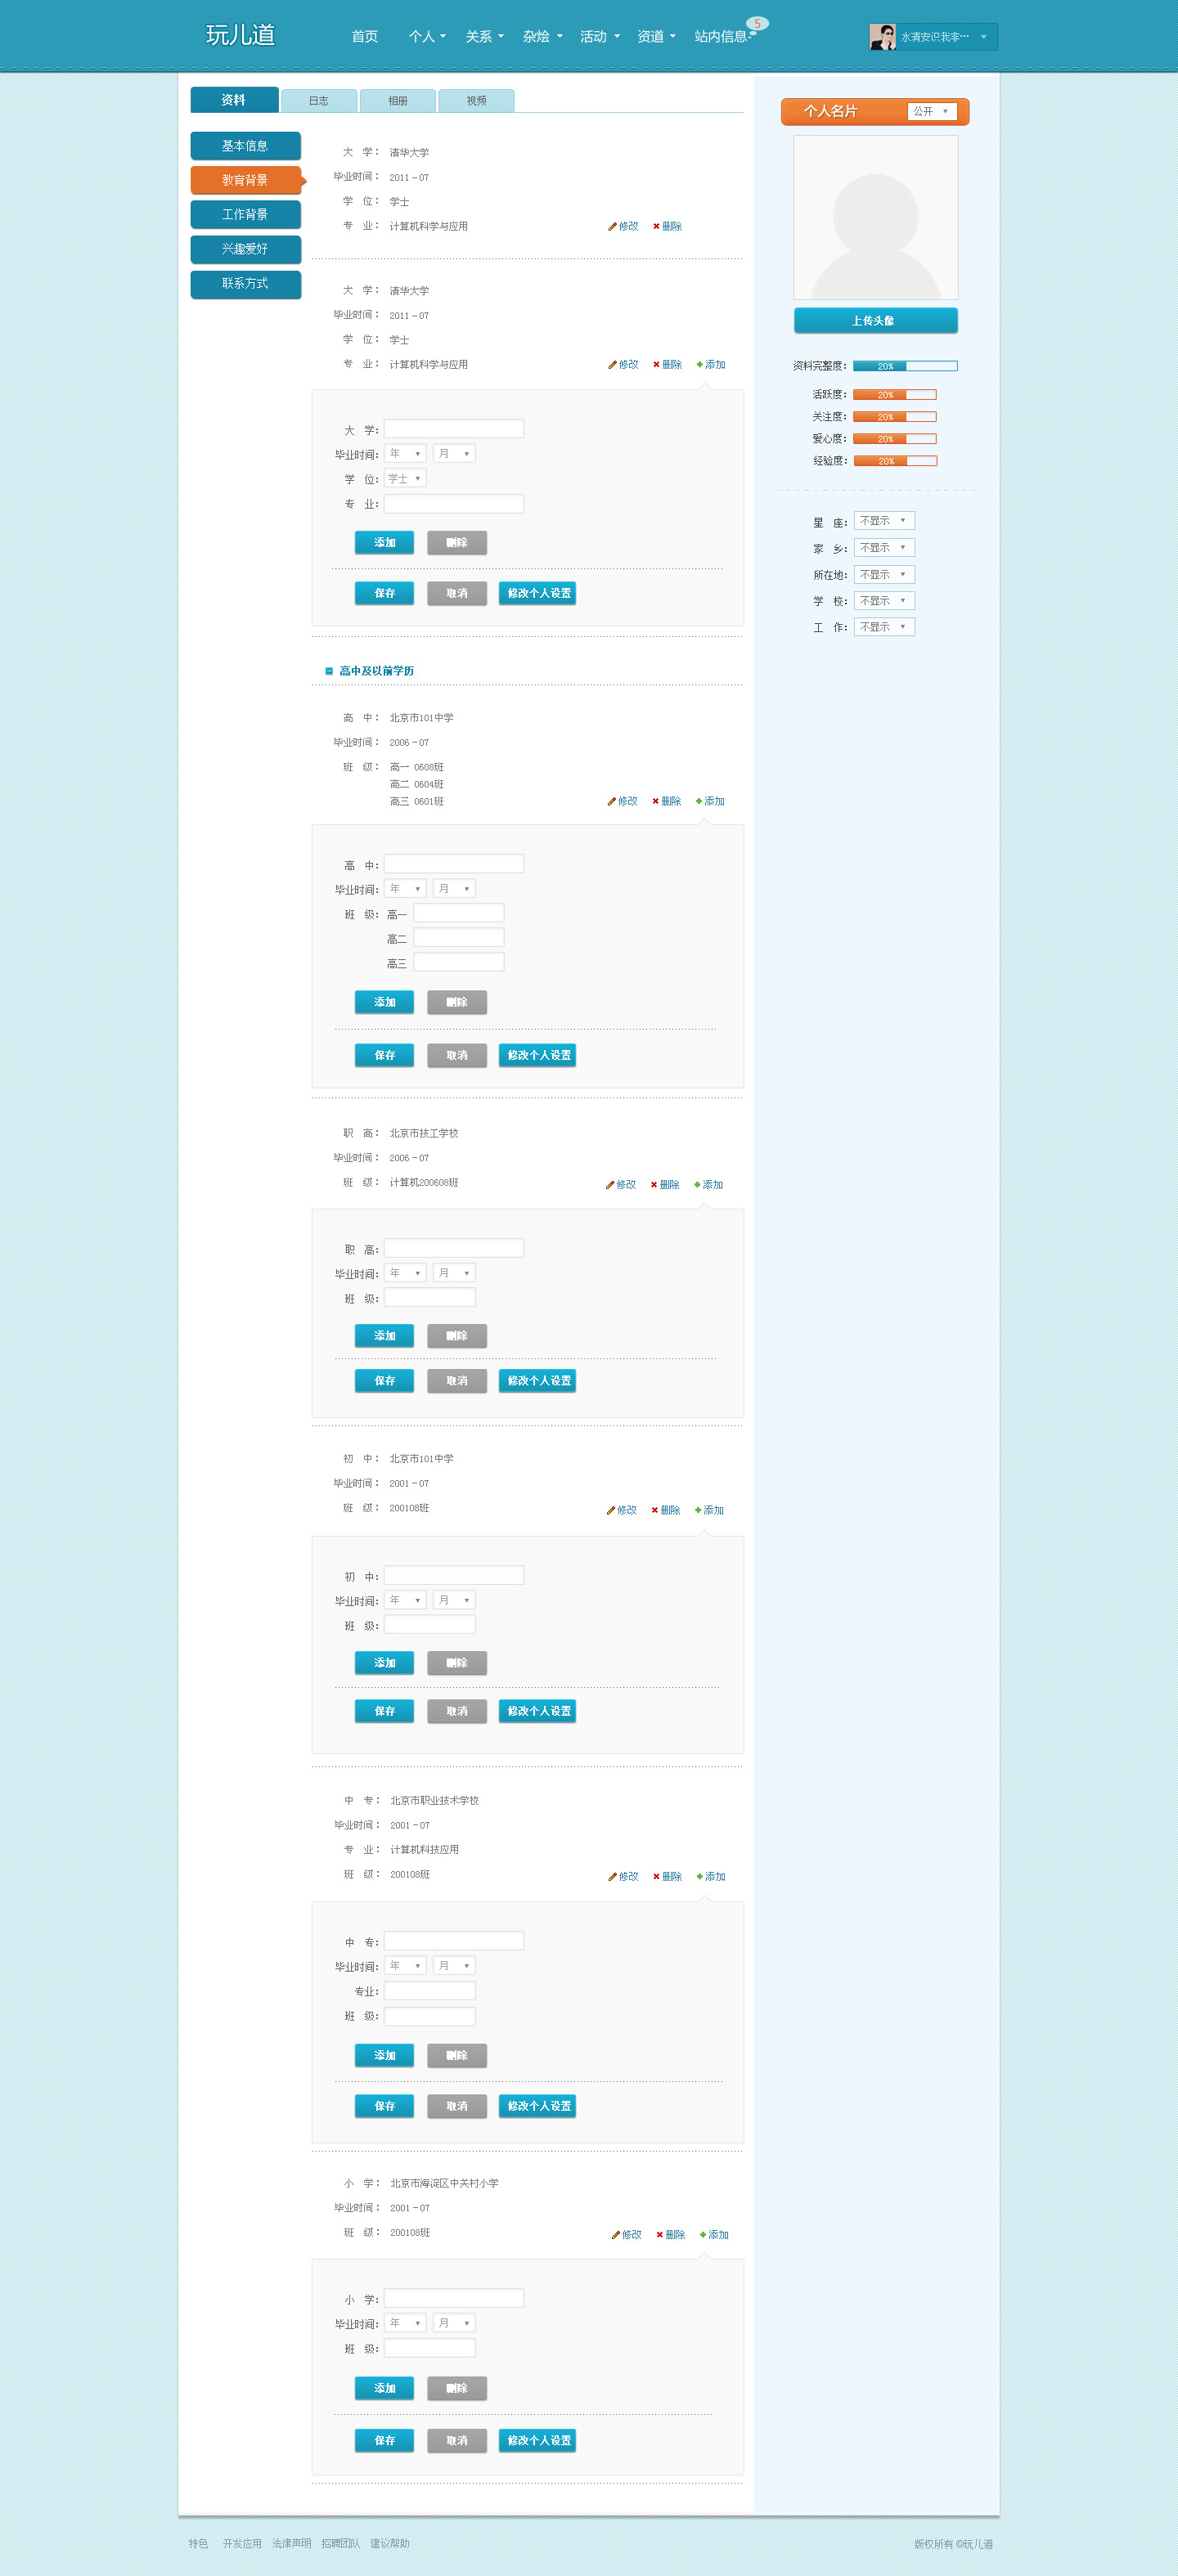 玩儿道 首页 个人 关系 杂烩 活动 资道 站内信息 5 水清安识我非…
资料 日志 相册 视频
基本信息
教育背景
工作背景
兴趣爱好
联系方式
大 学： 清华大学
毕业时间： 2011-07
学 位： 学士
专 业： 计算机科学与应用 修改 删除
大 学： 清华大学
毕业时间： 2011-07
学 位： 学士
专 业： 计算机科学与应用 修改 删除 添加
大 学：
毕业时间： 年 月
学 位： 学士
专 业：
添加 删除
保存 取消 修改个人设置
高中及以前学历
高 中： 北京市101中学
毕业时间： 2006-07
班 级： 高一 0608班
高二 0604班
高三 0601班 修改 删除 添加
高 中：
毕业时间： 年 月
班 级： 高一
高二
高三
添加 删除
保存 取消 修改个人设置
职 高： 北京市技工学校
毕业时间： 2006-07
班 级： 计算机200608班 修改 删除 添加
职 高：
毕业时间： 年 月
班 级：
添加 删除
保存 取消 修改个人设置
初 中： 北京市101中学
毕业时间： 2001-07
班 级： 200108班 修改 删除 添加
初 中：
毕业时间： 年 月
班 级：
添加 删除
保存 取消 修改个人设置
中 专： 北京市职业技术学校
毕业时间： 2001-07
专 业： 计算机科技应用
班 级： 200108班 修改 删除 添加
中 专：
毕业时间： 年 月
专业：
班 级：
添加 删除
保存 取消 修改个人设置
小 学： 北京市海淀区中关村小学
毕业时间： 2001-07
班 级： 200108班 修改 删除 添加
小 学：
毕业时间： 年 月
班 级：
添加 删除
保存 取消 修改个人设置
个人名片 公开
上传头像
资料完整度： 20%
活跃度： 20%
关注度： 20%
爱心度： 20%
经验度： 20%
星 座： 不显示
家 乡： 不显示
所在地： 不显示
学 校： 不显示
工 作： 不显示
特色 开发应用 法律声明 招聘团队 建议帮助 版权所有 ©玩儿道